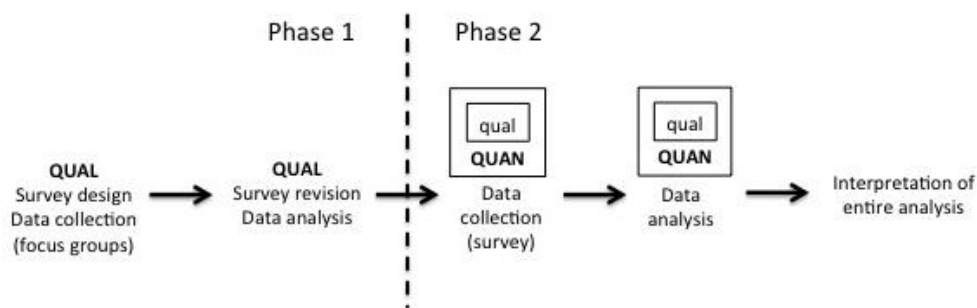 Phase 1
Phase 2
QUAL
Survey design
Data collection
(focus groups)
QUAL
Survey revision
Data analysis
qual
QUAN
Data
collection
(survey)
qual
QUAN
Data
analysis
Interpretation of
entire analysis